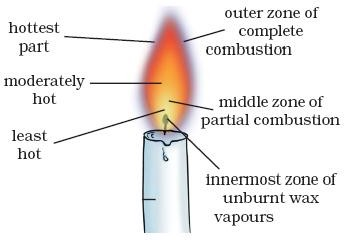 hottest
part
outer zone of
complete
combustion
moderately
hot
middle zone of
partial combustion
least
hot
innermost zone of
unburnt wax
vapours